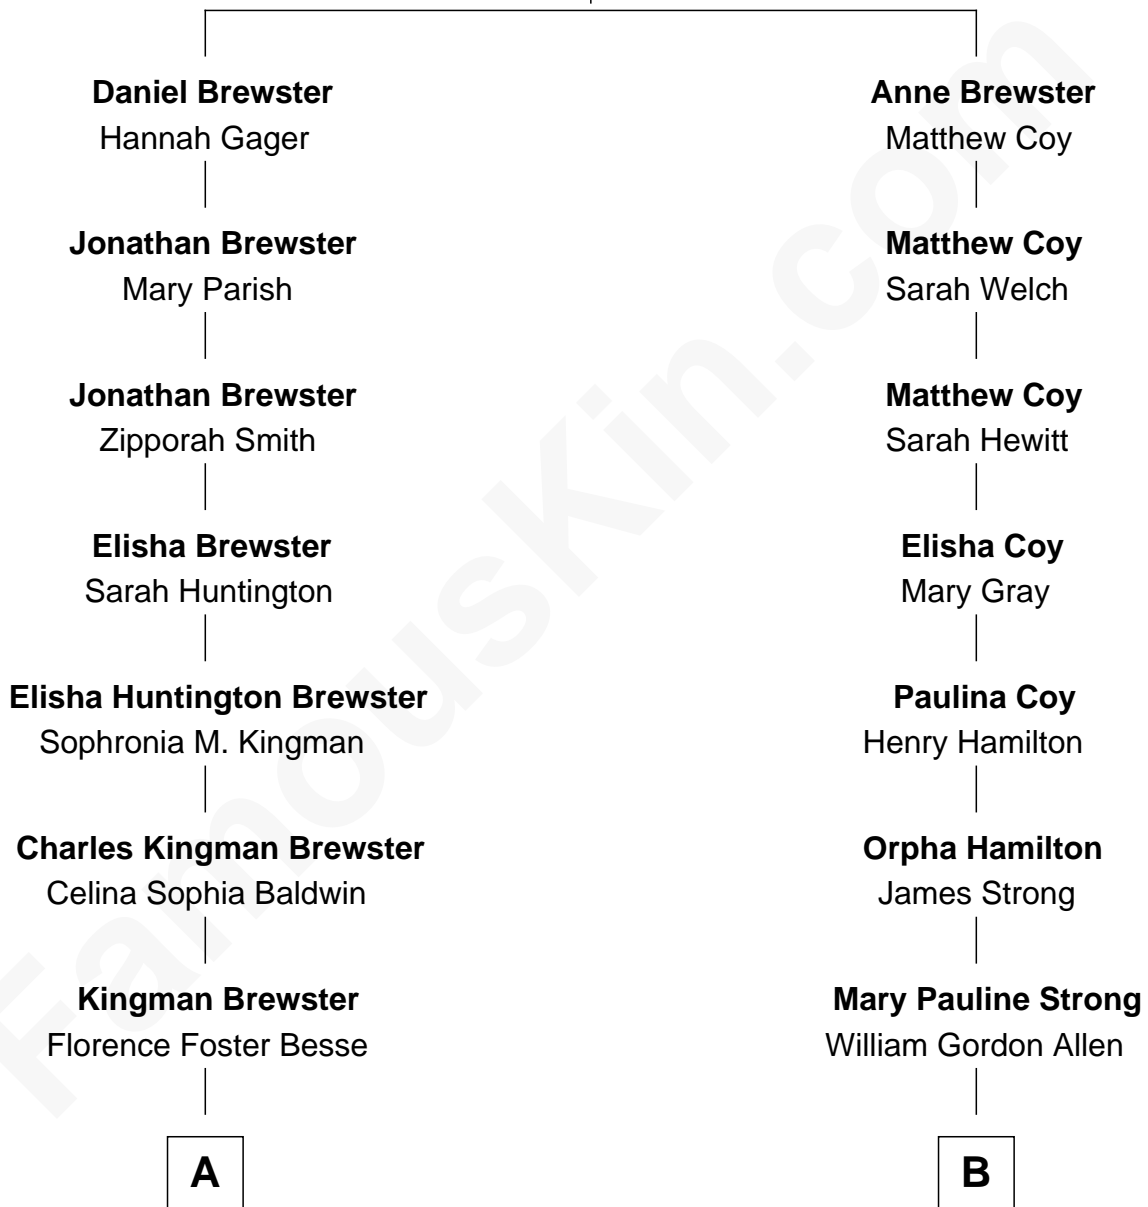 Daniel Brewster
Hannah Gager
Jonathan Brewster
Mary Parish
Jonathan Brewster
Zipporah Smith
Elisha Brewster
Sarah Huntington
Elisha Huntington Brewster
Sophronia M. Kingman
Charles Kingman Brewster
Celina Sophia Baldwin
Kingman Brewster
Florence Foster Besse
A
Anne Brewster
Matthew Coy
Matthew Coy
Sarah Welch
Matthew Coy
Sarah Hewitt
Elisha Coy
Mary Gray
Paulina Coy
Henry Hamilton
Orpha Hamilton
James Strong
Mary Pauline Strong
William Gordon Allen
B
FamousKin.com